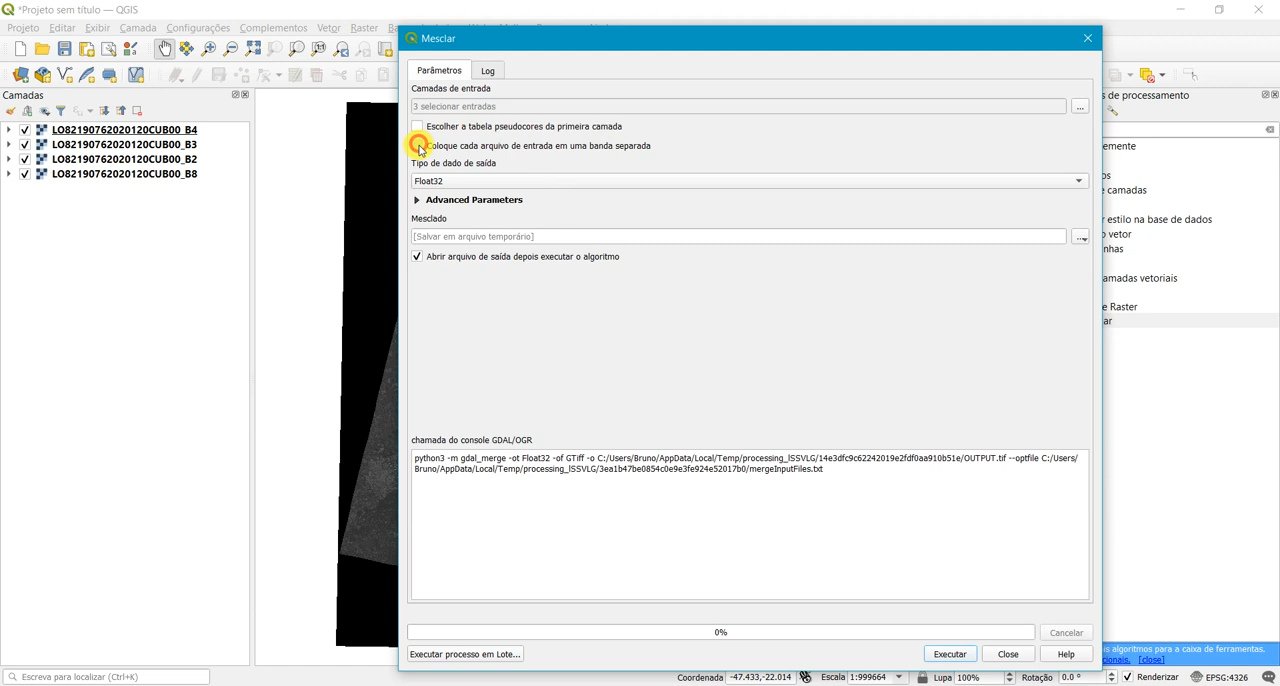 *Projeto sem título — QGIS
Projeto Editar Exibir Camada Configurações Complementos Vetor Raster
Mesclar
Camadas
LO82190762020120CUB00_B4
LO82190762020120CUB00_B3
LO82190762020120CUB00_B2
LO82190762020120CUB00_B8
Parâmetros Log
Camadas de entrada
3 selecionar entradas
...
Escolher a tabela pseudocores da primeira camada
Coloque cada arquivo de entrada em uma banda separada
Tipo de dado de saída
Float32
Advanced Parameters
Mesclado
[Salvar em arquivo temporário]
...
Abrir arquivo de saída depois executar o algoritmo
chamada do console GDAL/OGR
python3 -m gdal_merge -ot Float32 -of GTiff -o C:/Users/Bruno/AppData/Local/Temp/processing_lSSVLG/14e3dfc9c62242019e2fdf0aa910b51e/OUTPUT.tif --optfile C:/Users/
Bruno/AppData/Local/Temp/processing_lSSVLG/3ea1b47be0854c0e9e3fe924e52017b0/mergeInputFiles.txt
0%
Cancelar
Executar processo em Lote...
Executar
Close
Help
s de processamento
emente
os
e camadas
r estilo na base de dados
o vetor
nhas
amadas vetoriais
e Raster
ar
is algoritmos para a caixa de ferramentas.
cionais. [close]
Escreva para localizar (Ctrl+K)
Coordenada -47.433,-22.014 Escala 1:999664 Lupa 100% Rotação 0.0 ° Renderizar EPSG:4326